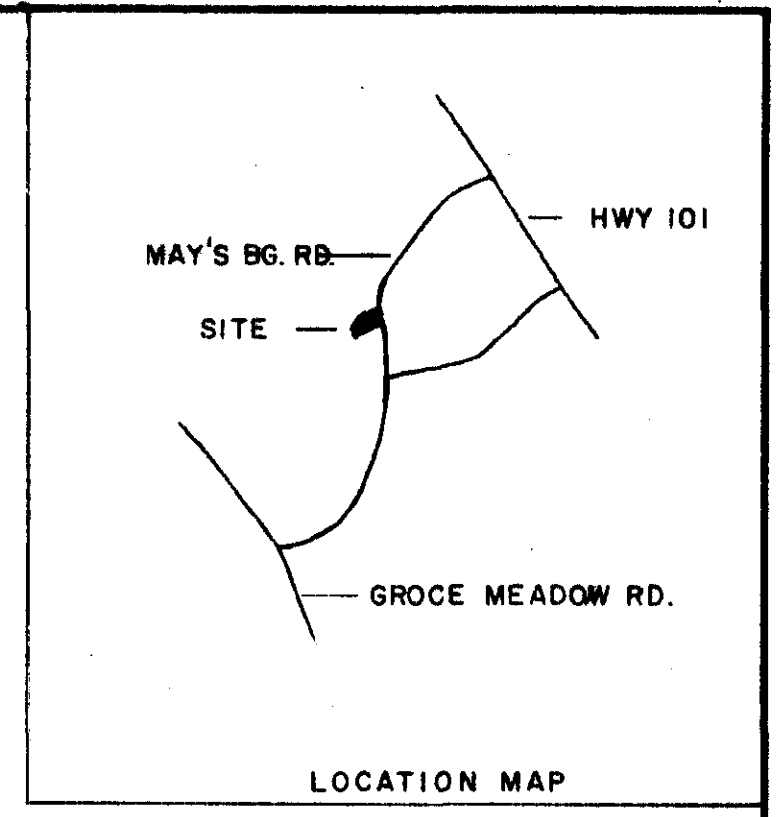 HWY 101
MAY'S BG. RD.
SITE
GROCE MEADOW RD.
LOCATION MAP